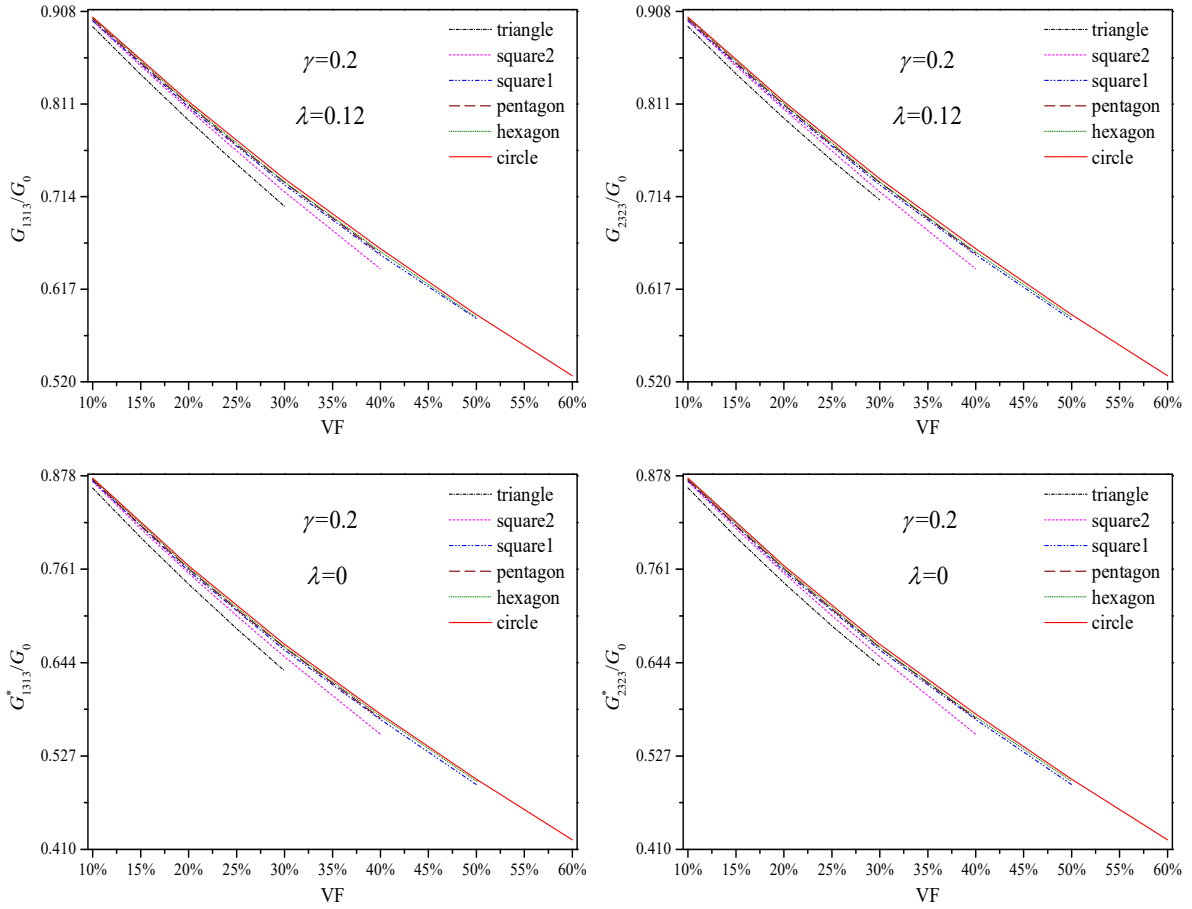 0.908
0.811
0.714
0.617
0.520
G1313/G0
γ=0.2
λ=0.12
triangle
square2
square1
pentagon
hexagon
circle
10% 15% 20% 25% 30% 35% 40% 45% 50% 55% 60%
VF
0.908
0.811
0.714
0.617
0.520
G2323/G0
γ=0.2
λ=0.12
triangle
square2
square1
pentagon
hexagon
circle
10% 15% 20% 25% 30% 35% 40% 45% 50% 55% 60%
VF
0.878
0.761
0.644
0.527
0.410
G*1313/G0
γ=0.2
λ=0
triangle
square2
square1
pentagon
hexagon
circle
10% 15% 20% 25% 30% 35% 40% 45% 50% 55% 60%
VF
0.878
0.761
0.644
0.527
0.410
G*2323/G0
γ=0.2
λ=0
triangle
square2
square1
pentagon
hexagon
circle
10% 15% 20% 25% 30% 35% 40% 45% 50% 55% 60%
VF